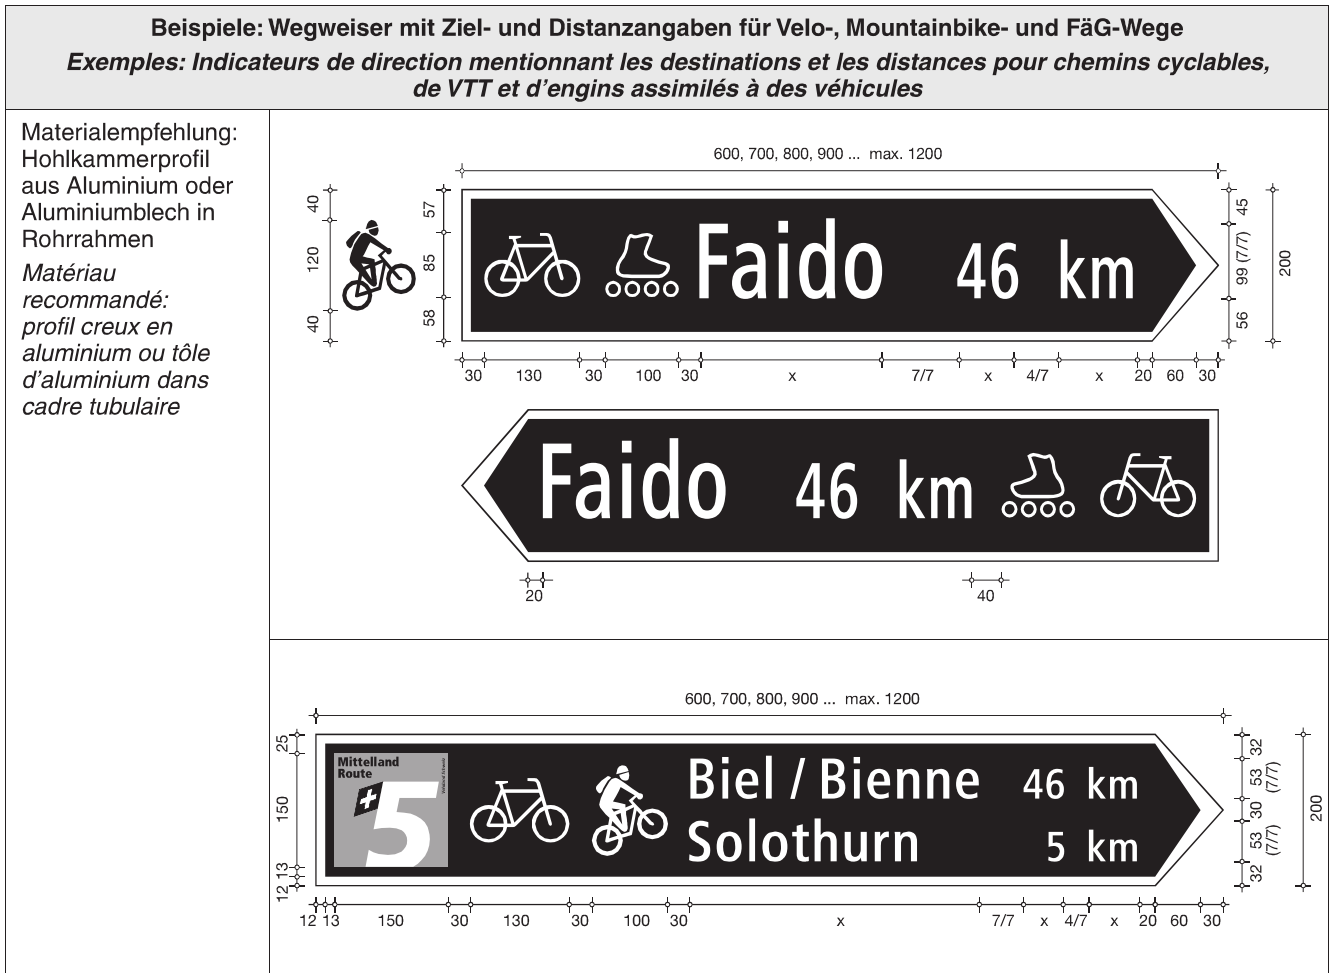 Beispiele: Wegweiser mit Ziel- und Distanzangaben für Velo-, Mountainbike- und FäG-Wege
Exemples: Indicateurs de direction mentionnant les destinations et les distances pour chemins cyclables,
de VTT et d'engins assimilés à des véhicules
Materialempfehlung:
Hohlkammerprofil
aus Aluminium oder
Aluminiumblech in
Rohrrahmen
Matériau
recommandé:
profil creux en
aluminium ou tôle
d'aluminium dans
cadre tubulaire
600, 700, 800, 900 ... max. 1200
40
120
40
57
85
58
Faido 46 km
45
99 (7/7)
56
200
30 130 30 100 30 x 7/7 x 4/7 x 20 60 30
Faido 46 km
20 40
600, 700, 800, 900 ... max. 1200
25
150
13
12
Mittelland
Route
5
Biel / Bienne 46 km
Solothurn 5 km
32
53
(7/7)
30
53
(7/7)
32
200
12 13 150 30 130 30 100 30 x 7/7 x 4/7 x 20 60 30